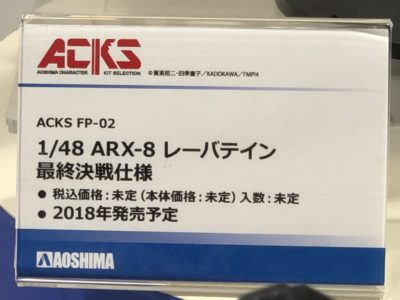 ACKS
AOSHIMA CHARACTER KIT SELECTION
©賀東招二・四季童子/KADOKAWA/FMPI4
ACKS FP-02
1/48 ARX-8 レーバテイン
最終決戦仕様
● 税込価格：未定（本体価格：未定）入数：未定
● 2018年発売予定
AOSHIMA